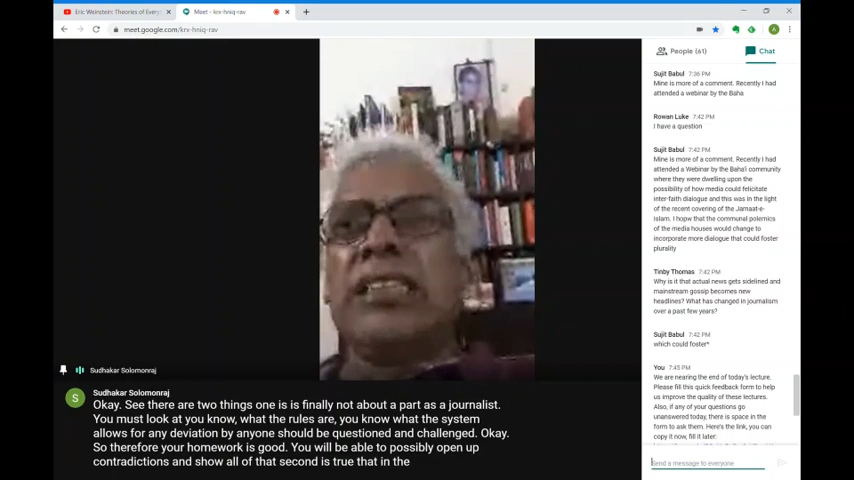 Eric Weinstein: Theories of Every
Meet - krx-hniq-rav
meet.google.com/krx-hniq-rav
People (61)
Chat
Sujit Babul 7:36 PM
Mine is more of a comment. Recently I had
attended a webinar by the Baha
Rowan Luke 7:42 PM
I have a question
Sujit Babul 7:42 PM
Mine is more of a comment. Recently I had
attended a Webinar by the Baha'i community
where they were dwelling upon the
possibility of how media could felicitate
inter-faith dialogue and this was in the light
of the recent covering of the Jamaat-e-
Islam. I hopw that the communal polemics
of the media houses would change to
incorporate more dialogue that could foster
plurality
Tinby Thomas 7:42 PM
Why is it that actual news gets sidelined and
mainstream gossip becomes new
headlines? What has changed in journalism
over a past few years?
Sujit Babul 7:42 PM
which could foster*
You 7:45 PM
We are nearing the end of today's lecture.
Please fill this quick feedback form to help
us improve the quality of these lectures.
Also, if any of your questions go
unanswered today, there is space in the
form to ask them. Here's the link, you can
copy it now, fill it later:
Send a message to everyone
Sudhakar Solomonraj
S
Sudhakar Solomonraj
Okay. See there are two things one is is finally not about a part as a journalist.
You must look at you know, what the rules are, you know what the system
allows for any deviation by anyone should be questioned and challenged. Okay.
So therefore your homework is good. You will be able to possibly open up
contradictions and show all of that second is true that in the